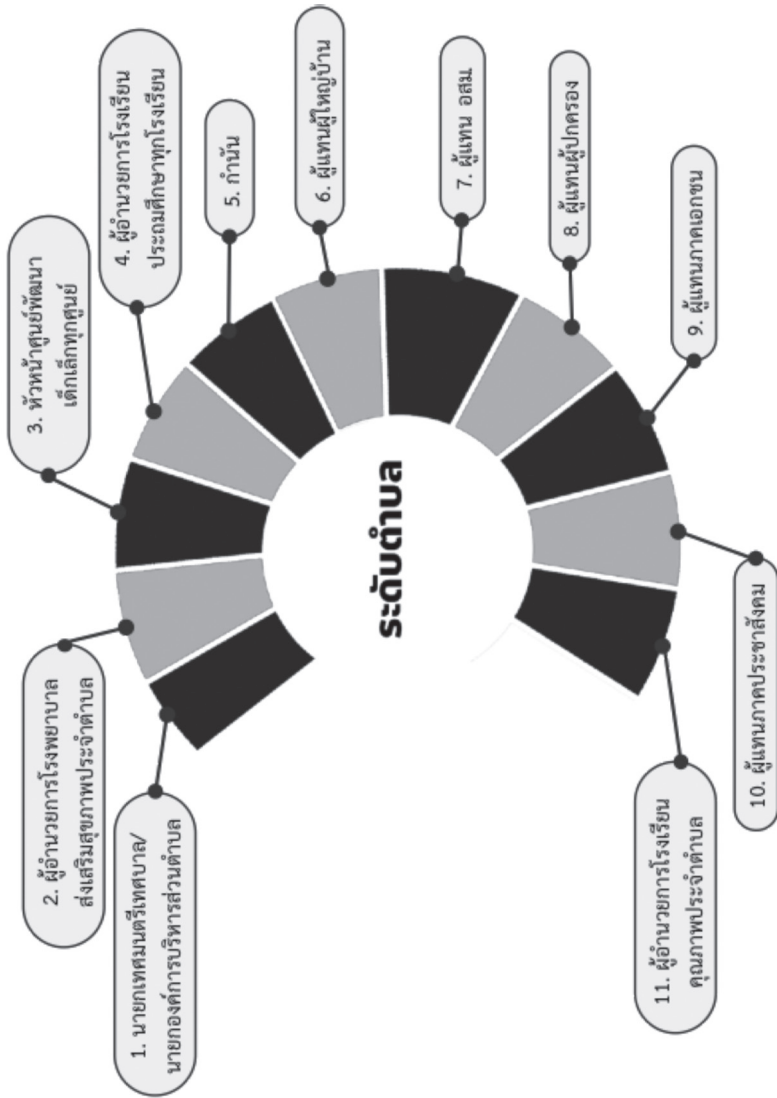 ระดับตำบล
1. นายกเทศมนตรีเทศบาล/
นายกองค์การบริหารส่วนตำบล
2. ผู้อำนวยการโรงพยาบาล
ส่งเสริมสุขภาพประจำตำบล
3. หัวหน้าศูนย์พัฒนา
เด็กเล็กทุกศูนย์
4. ผู้อำนวยการโรงเรียน
ประถมศึกษาทุกโรงเรียน
5. กำนัน
6. ผู้แทนผู้ใหญ่บ้าน
7. ผู้แทน อสม.
8. ผู้แทนผู้ปกครอง
9. ผู้แทนภาคเอกชน
10. ผู้แทนภาคประชาสังคม
11. ผู้อำนวยการโรงเรียน
คุณภาพประจำตำบล